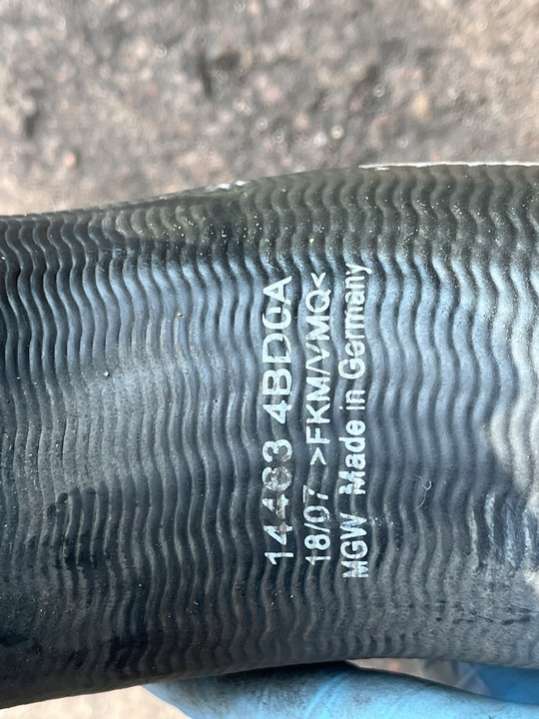 14463 4BD0A
18/07 >FKM/VMQ<
MGW Made in Germany